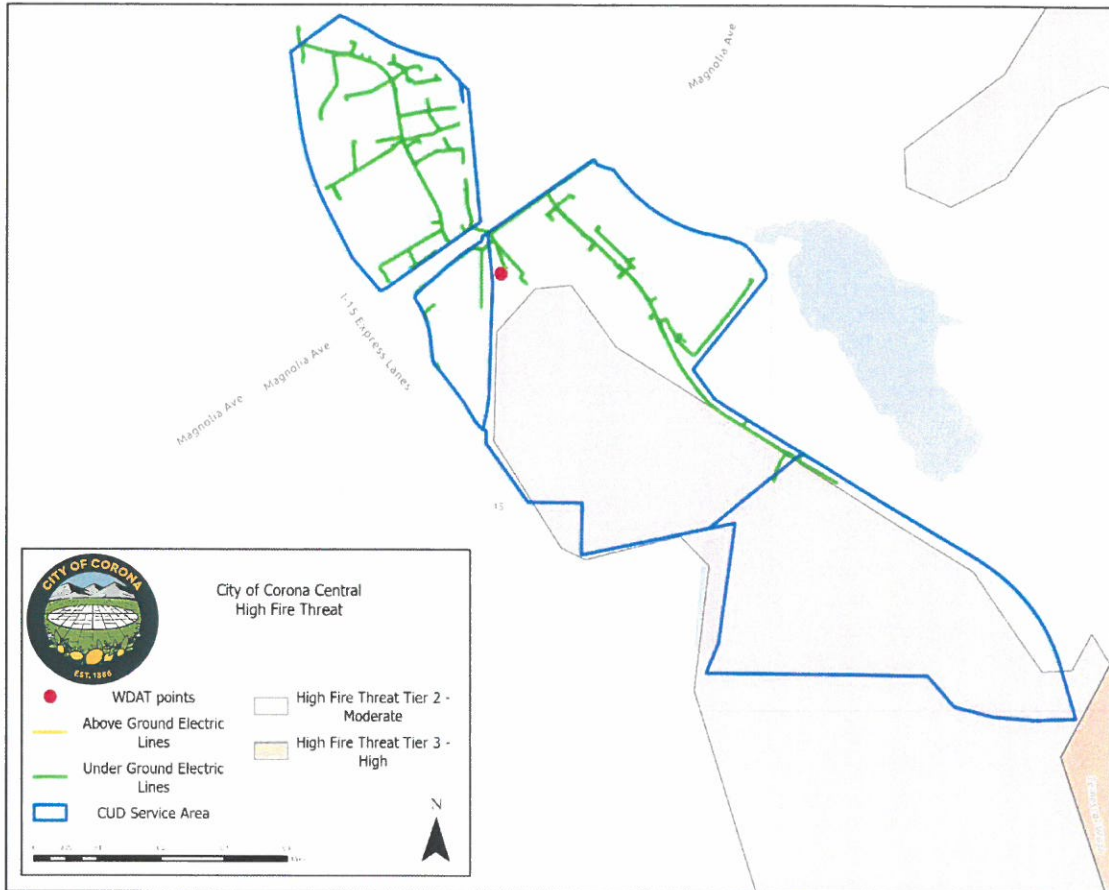 Magnolia Ave
I-15 Express Lanes
Magnolia Ave
Magnolia Ave
15
CITY OF CORONA
EST. 1886
City of Corona Central
High Fire Threat
WDAT points
Above Ground Electric
Lines
Under Ground Electric
Lines
CUD Service Area
High Fire Threat Tier 2 -
Moderate
High Fire Threat Tier 3 -
High
N